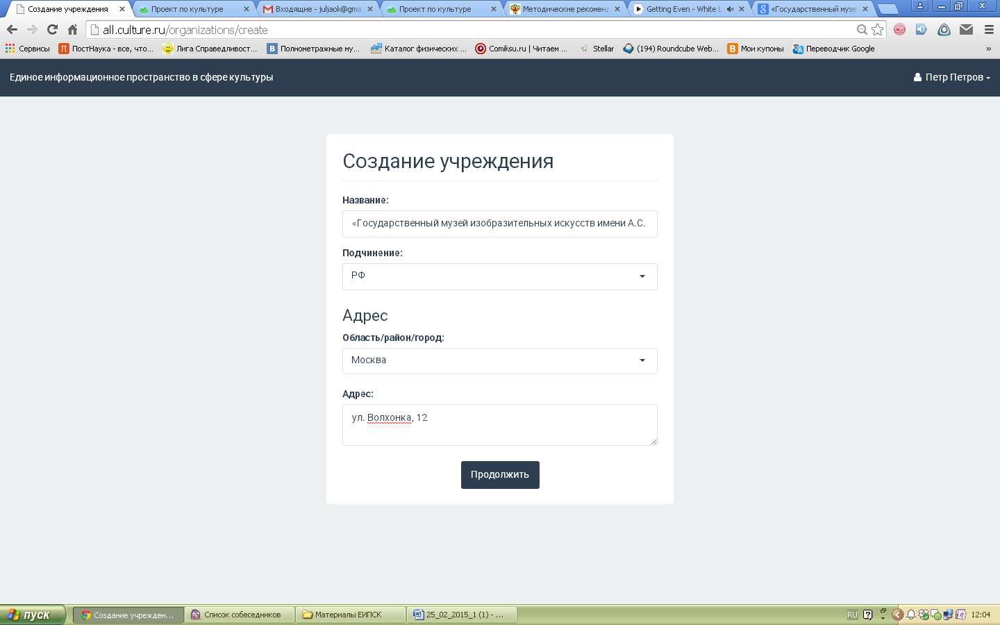 Создание учреждения
Проект по культуре
Входящие - juljaok@gma
Проект по культуре
Методические рекоменд
Getting Even - White L
«Государственный музе
all.culture.ru/organizations/create
Сервисы
ПостНаука - все, что...
Лига Справедливост...
Полнометражные му...
Каталог физических ...
Comiksu.ru | Читаем ...
Stellar
(194) Roundcube Web...
Мои купоны
Переводчик Google
»
Единое информационное пространство в сфере культуры
Петр Петров
Создание учреждения
Название:
«Государственный музей изобразительных искусств имени А.С.
Подчинение:
РФ
Адрес
Область/район/город:
Москва
Адрес:
ул. Волхонка, 12
Продолжить
пуск
Создание учрежден...
Список собеседников
Материалы ЕИПСК
25_02_2015_1 (1) - ...
RU
12:04